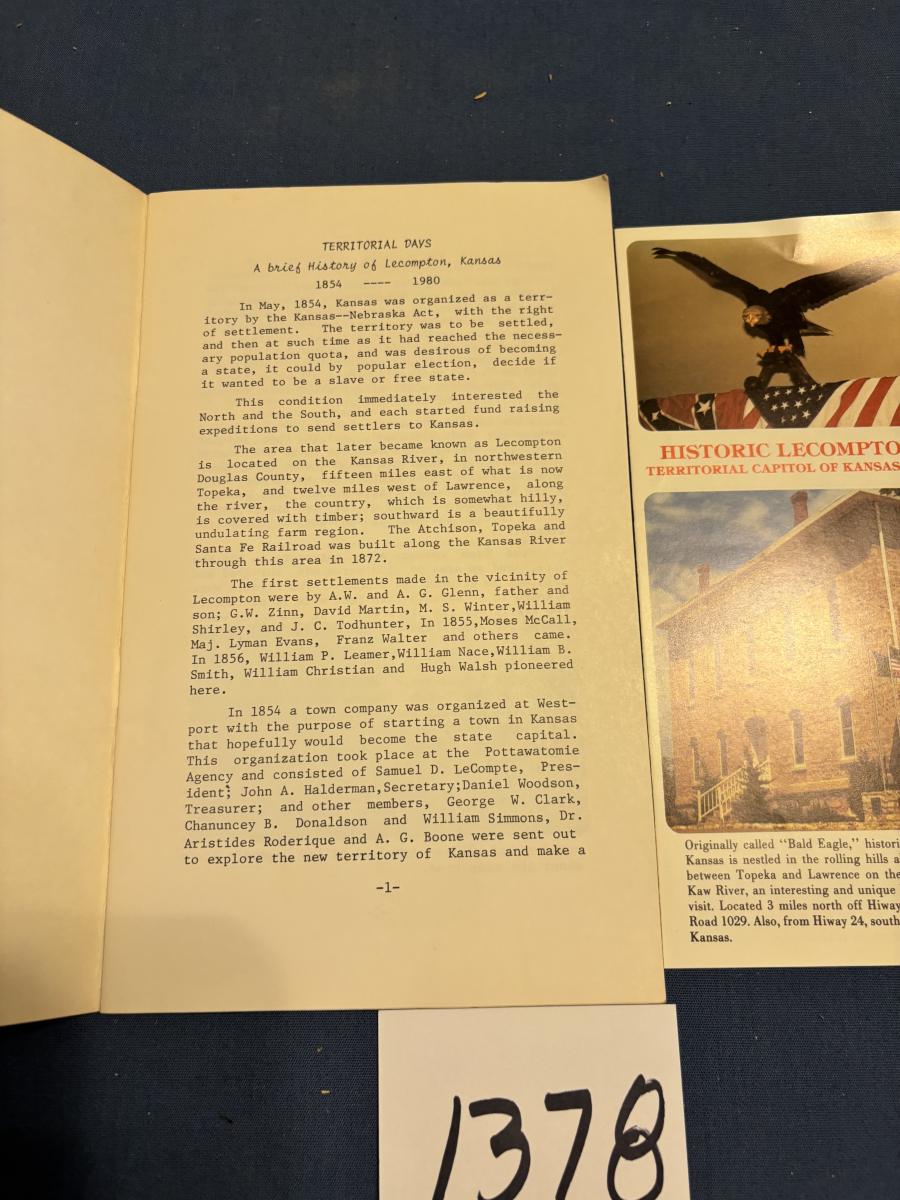 TERRITORIAL DAYS
A brief History of Lecompton, Kansas
1854 ---- 1980
In May, 1854, Kansas was organized as a terr-
itory by the Kansas--Nebraska Act, with the right
of settlement. The territory was to be settled,
and then at such time as it had reached the necess-
ary population quota, and was desirous of becoming
a state, it could by popular election, decide if
it wanted to be a slave or free state.
This condition immediately interested the
North and the South, and each started fund raising
expeditions to send settlers to Kansas.
The area that later became known as Lecompton
is located on the Kansas River, in northwestern
Douglas County, fifteen miles east of what is now
Topeka, and twelve miles west of Lawrence, along
the river, the country, which is somewhat hilly,
is covered with timber; southward is a beautifully
undulating farm region. The Atchison, Topeka and
Santa Fe Railroad was built along the Kansas River
through this area in 1872.
The first settlements made in the vicinity of
Lecompton were by A.W. and A. G. Glenn, father and
son; G.W. Zinn, David Martin, M. S. Winter,William
Shirley, and J. C. Todhunter, In 1855,Moses McCall,
Maj. Lyman Evans, Franz Walter and others came.
In 1856, William P. Leamer,William Nace,William B.
Smith, William Christian and Hugh Walsh pioneered
here.
In 1854 a town company was organized at West-
port with the purpose of starting a town in Kansas
that hopefully would become the state capital.
This organization took place at the Pottawatomie
Agency and consisted of Samuel D. LeCompte, Pres-
ident; John A. Halderman,Secretary;Daniel Woodson,
Treasurer; and other members, George W. Clark,
Chanuncey B. Donaldson and William Simmons, Dr.
Aristides Roderique and A. G. Boone were sent out
to explore the new territory of Kansas and make a
-1-
HISTORIC LECOMPTO
TERRITORIAL CAPITOL OF KANSAS
Originally called "Bald Eagle," histori
Kansas is nestled in the rolling hills a
between Topeka and Lawrence on the
Kaw River, an interesting and unique
visit. Located 3 miles north off Hiway
Road 1029. Also, from Hiway 24, south
Kansas.
1378